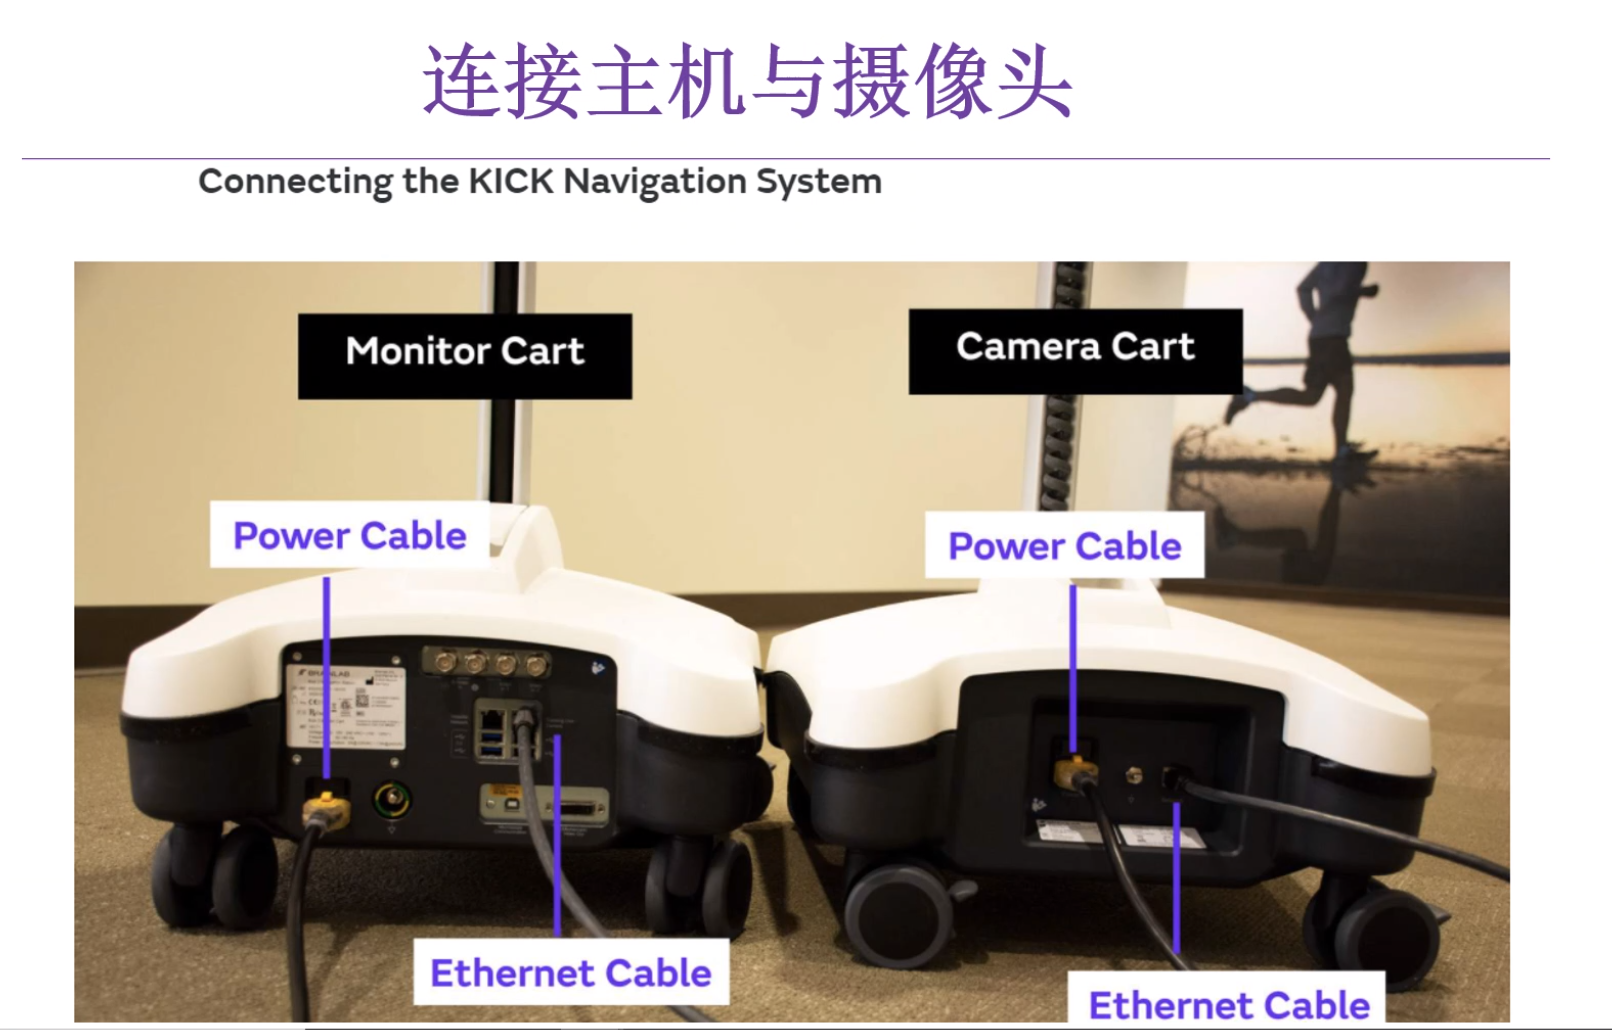 连接主机与摄像头
Connecting the KICK Navigation System
Monitor Cart
Camera Cart
Power Cable
Power Cable
BRAINLAB
Ethernet Cable
Ethernet Cable